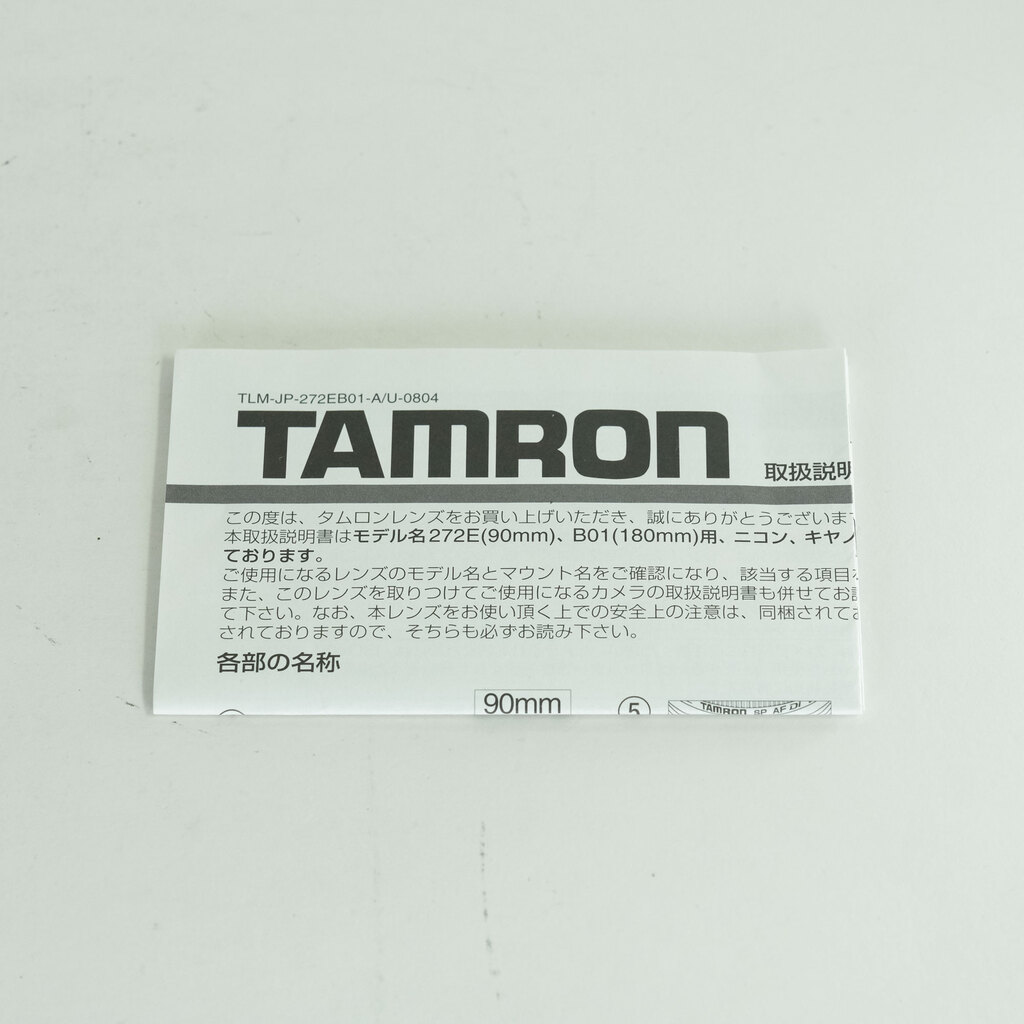 TLM-JP-272EB01-A/U-0804
TAMRON
取扱説明
この度は、タムロンレンズをお買い上げいただき、誠にありがとうございま
本取扱説明書はモデル名272E(90mm)、B01(180mm)用、ニコン、キヤノ
ております。
ご使用になるレンズのモデル名とマウント名をご確認になり、該当する項目
また、このレンズを取りつけてご使用になるカメラの取扱説明書も併せてお
て下さい。なお、本レンズをお使い頂く上での安全上の注意は、同梱されて
されておりますので、そちらも必ずお読み下さい。
各部の名称
90mm
5
TAMRON SP AF Di